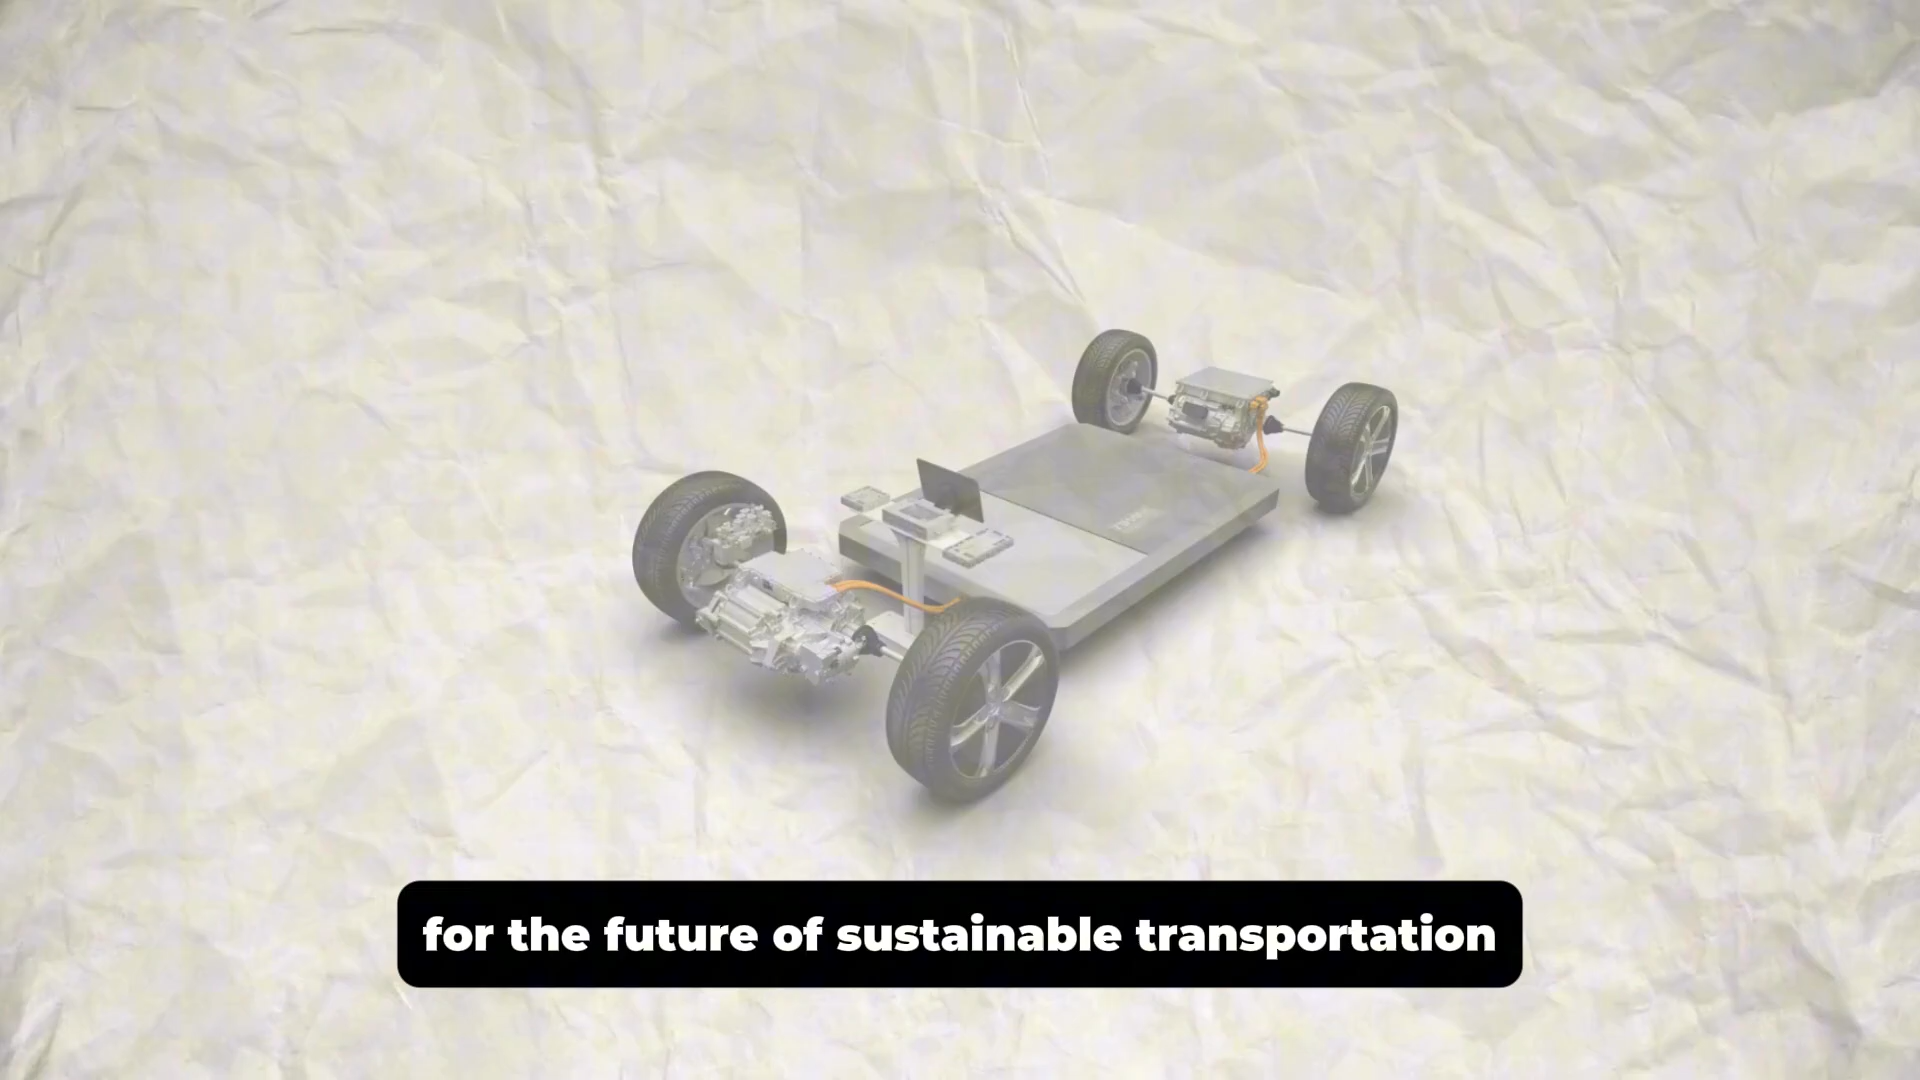 for the future of sustainable transportation